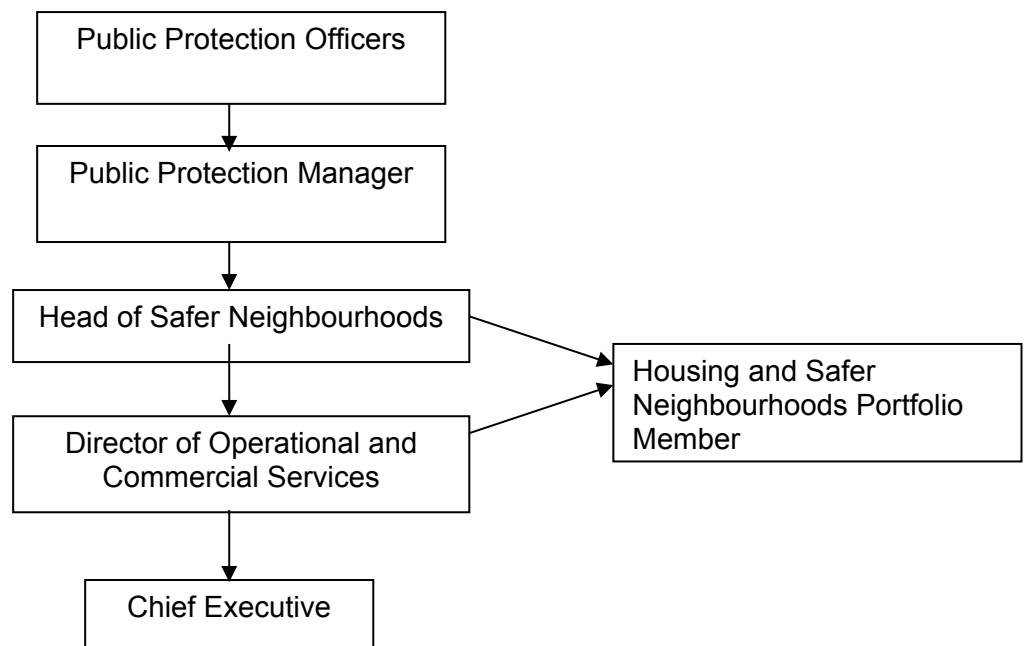 Public Protection Officers
Public Protection Manager
Head of Safer Neighbourhoods
Housing and Safer
Neighbourhoods Portfolio
Member
Director of Operational and
Commercial Services
Chief Executive